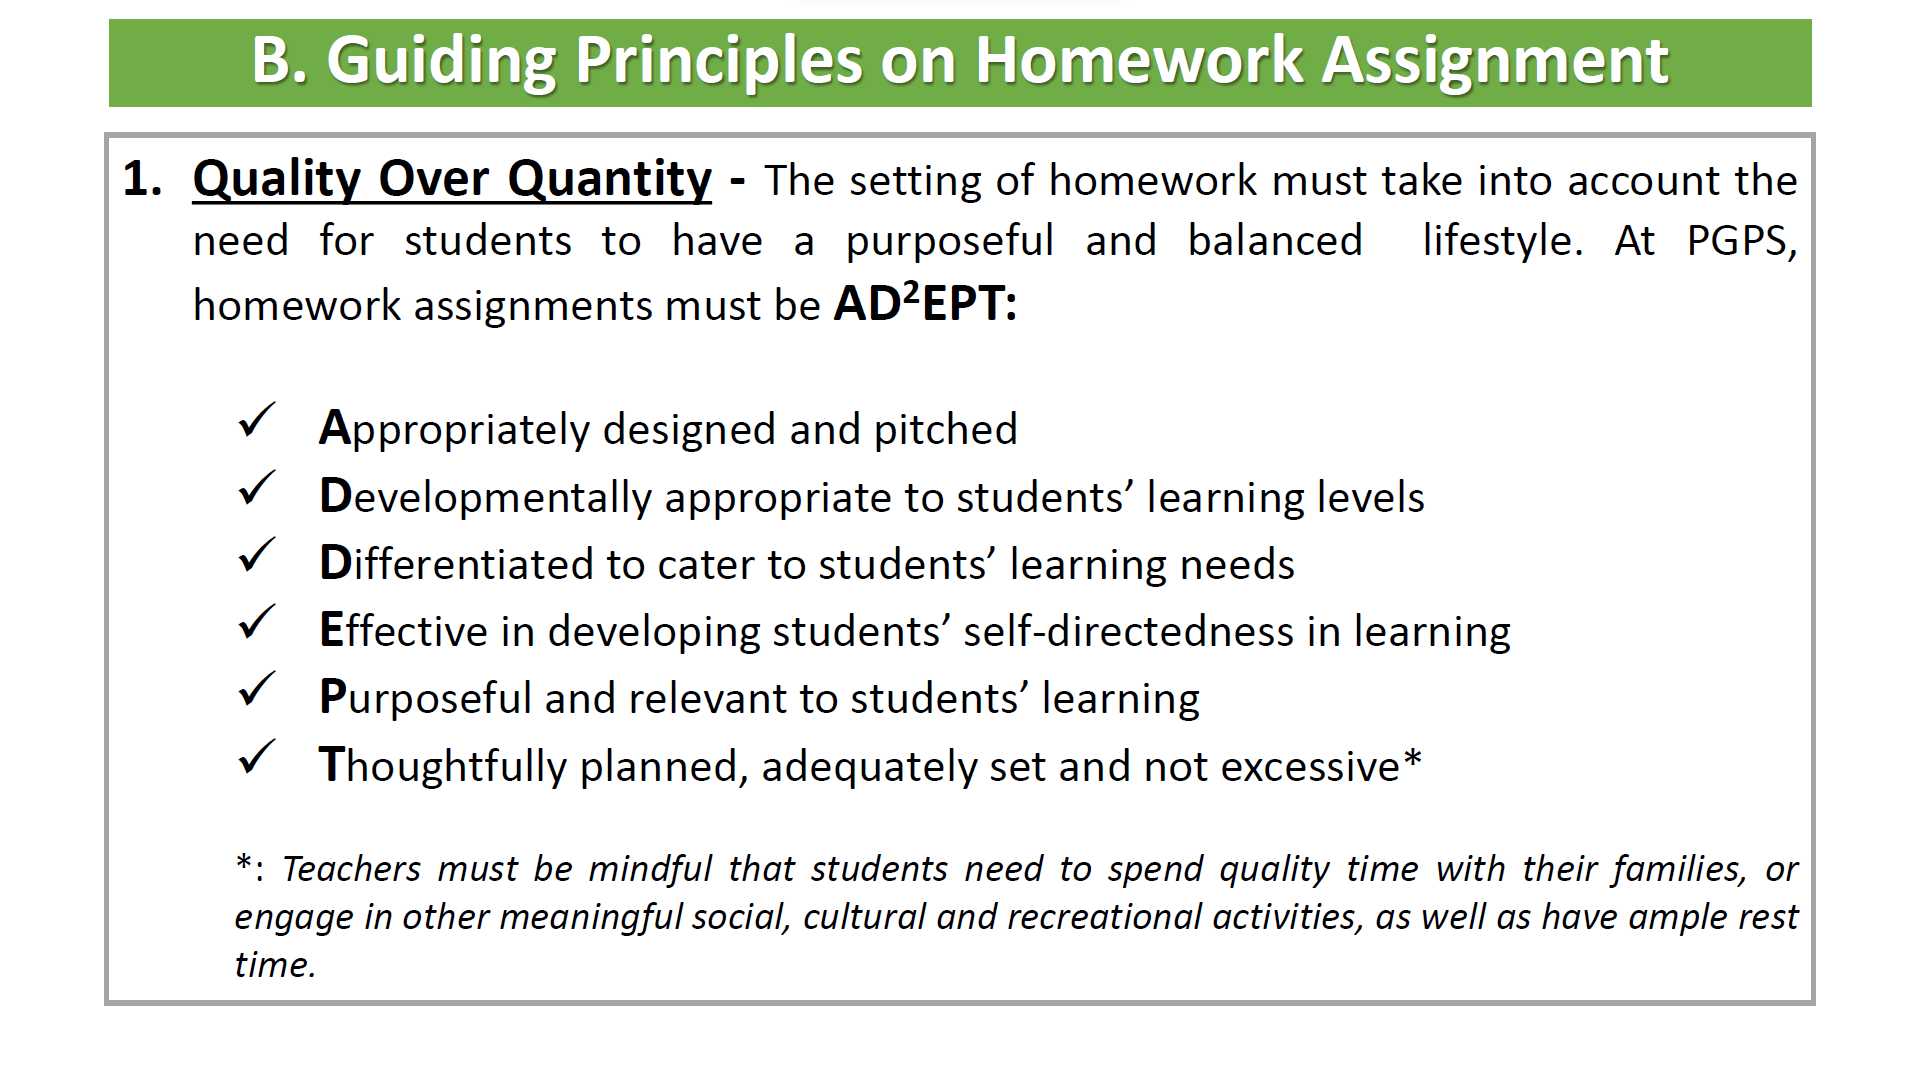 B. Guiding Principles on Homework Assignment
1. Quality Over Quantity - The setting of homework must take into account the
need for students to have a purposeful and balanced lifestyle. At PGPS,
homework assignments must be AD²EPT:
✓ Appropriately designed and pitched
✓ Developmentally appropriate to students’ learning levels
✓ Differentiated to cater to students’ learning needs
✓ Effective in developing students’ self-directedness in learning
✓ Purposeful and relevant to students’ learning
✓ Thoughtfully planned, adequately set and not excessive*
*: Teachers must be mindful that students need to spend quality time with their families, or
engage in other meaningful social, cultural and recreational activities, as well as have ample rest
time.